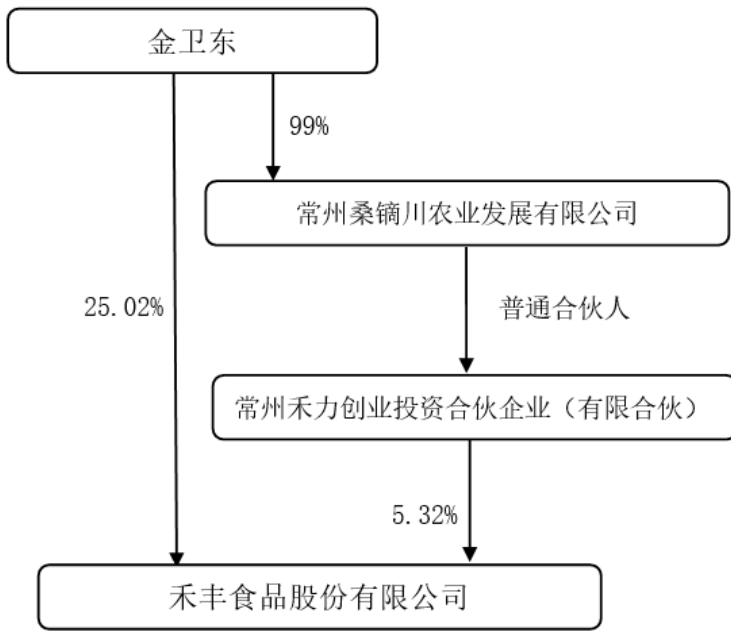 金卫东
99%
常州桑镝川农业发展有限公司
25.02%
普通合伙人
常州禾力创业投资合伙企业（有限合伙）
5.32%
禾丰食品股份有限公司